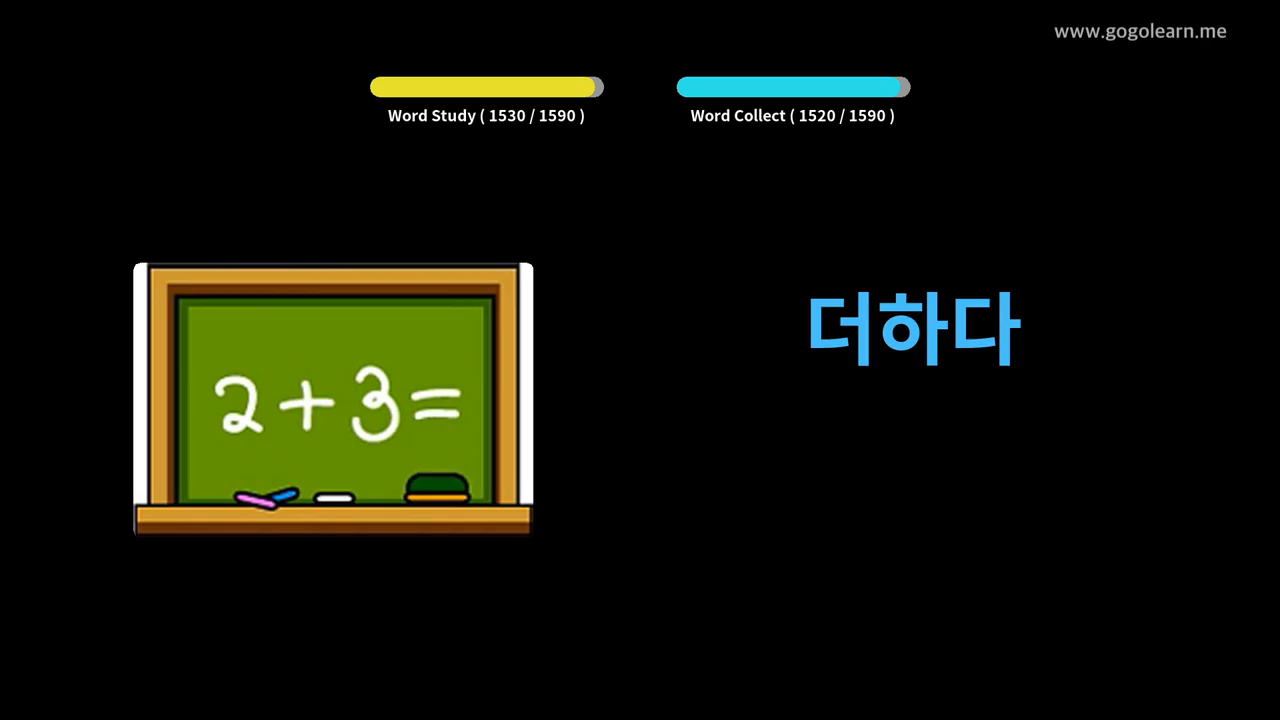 www.gogolearn.me
Word Study ( 1530 / 1590 )
Word Collect ( 1520 / 1590 )
더하다
2 + 3 =